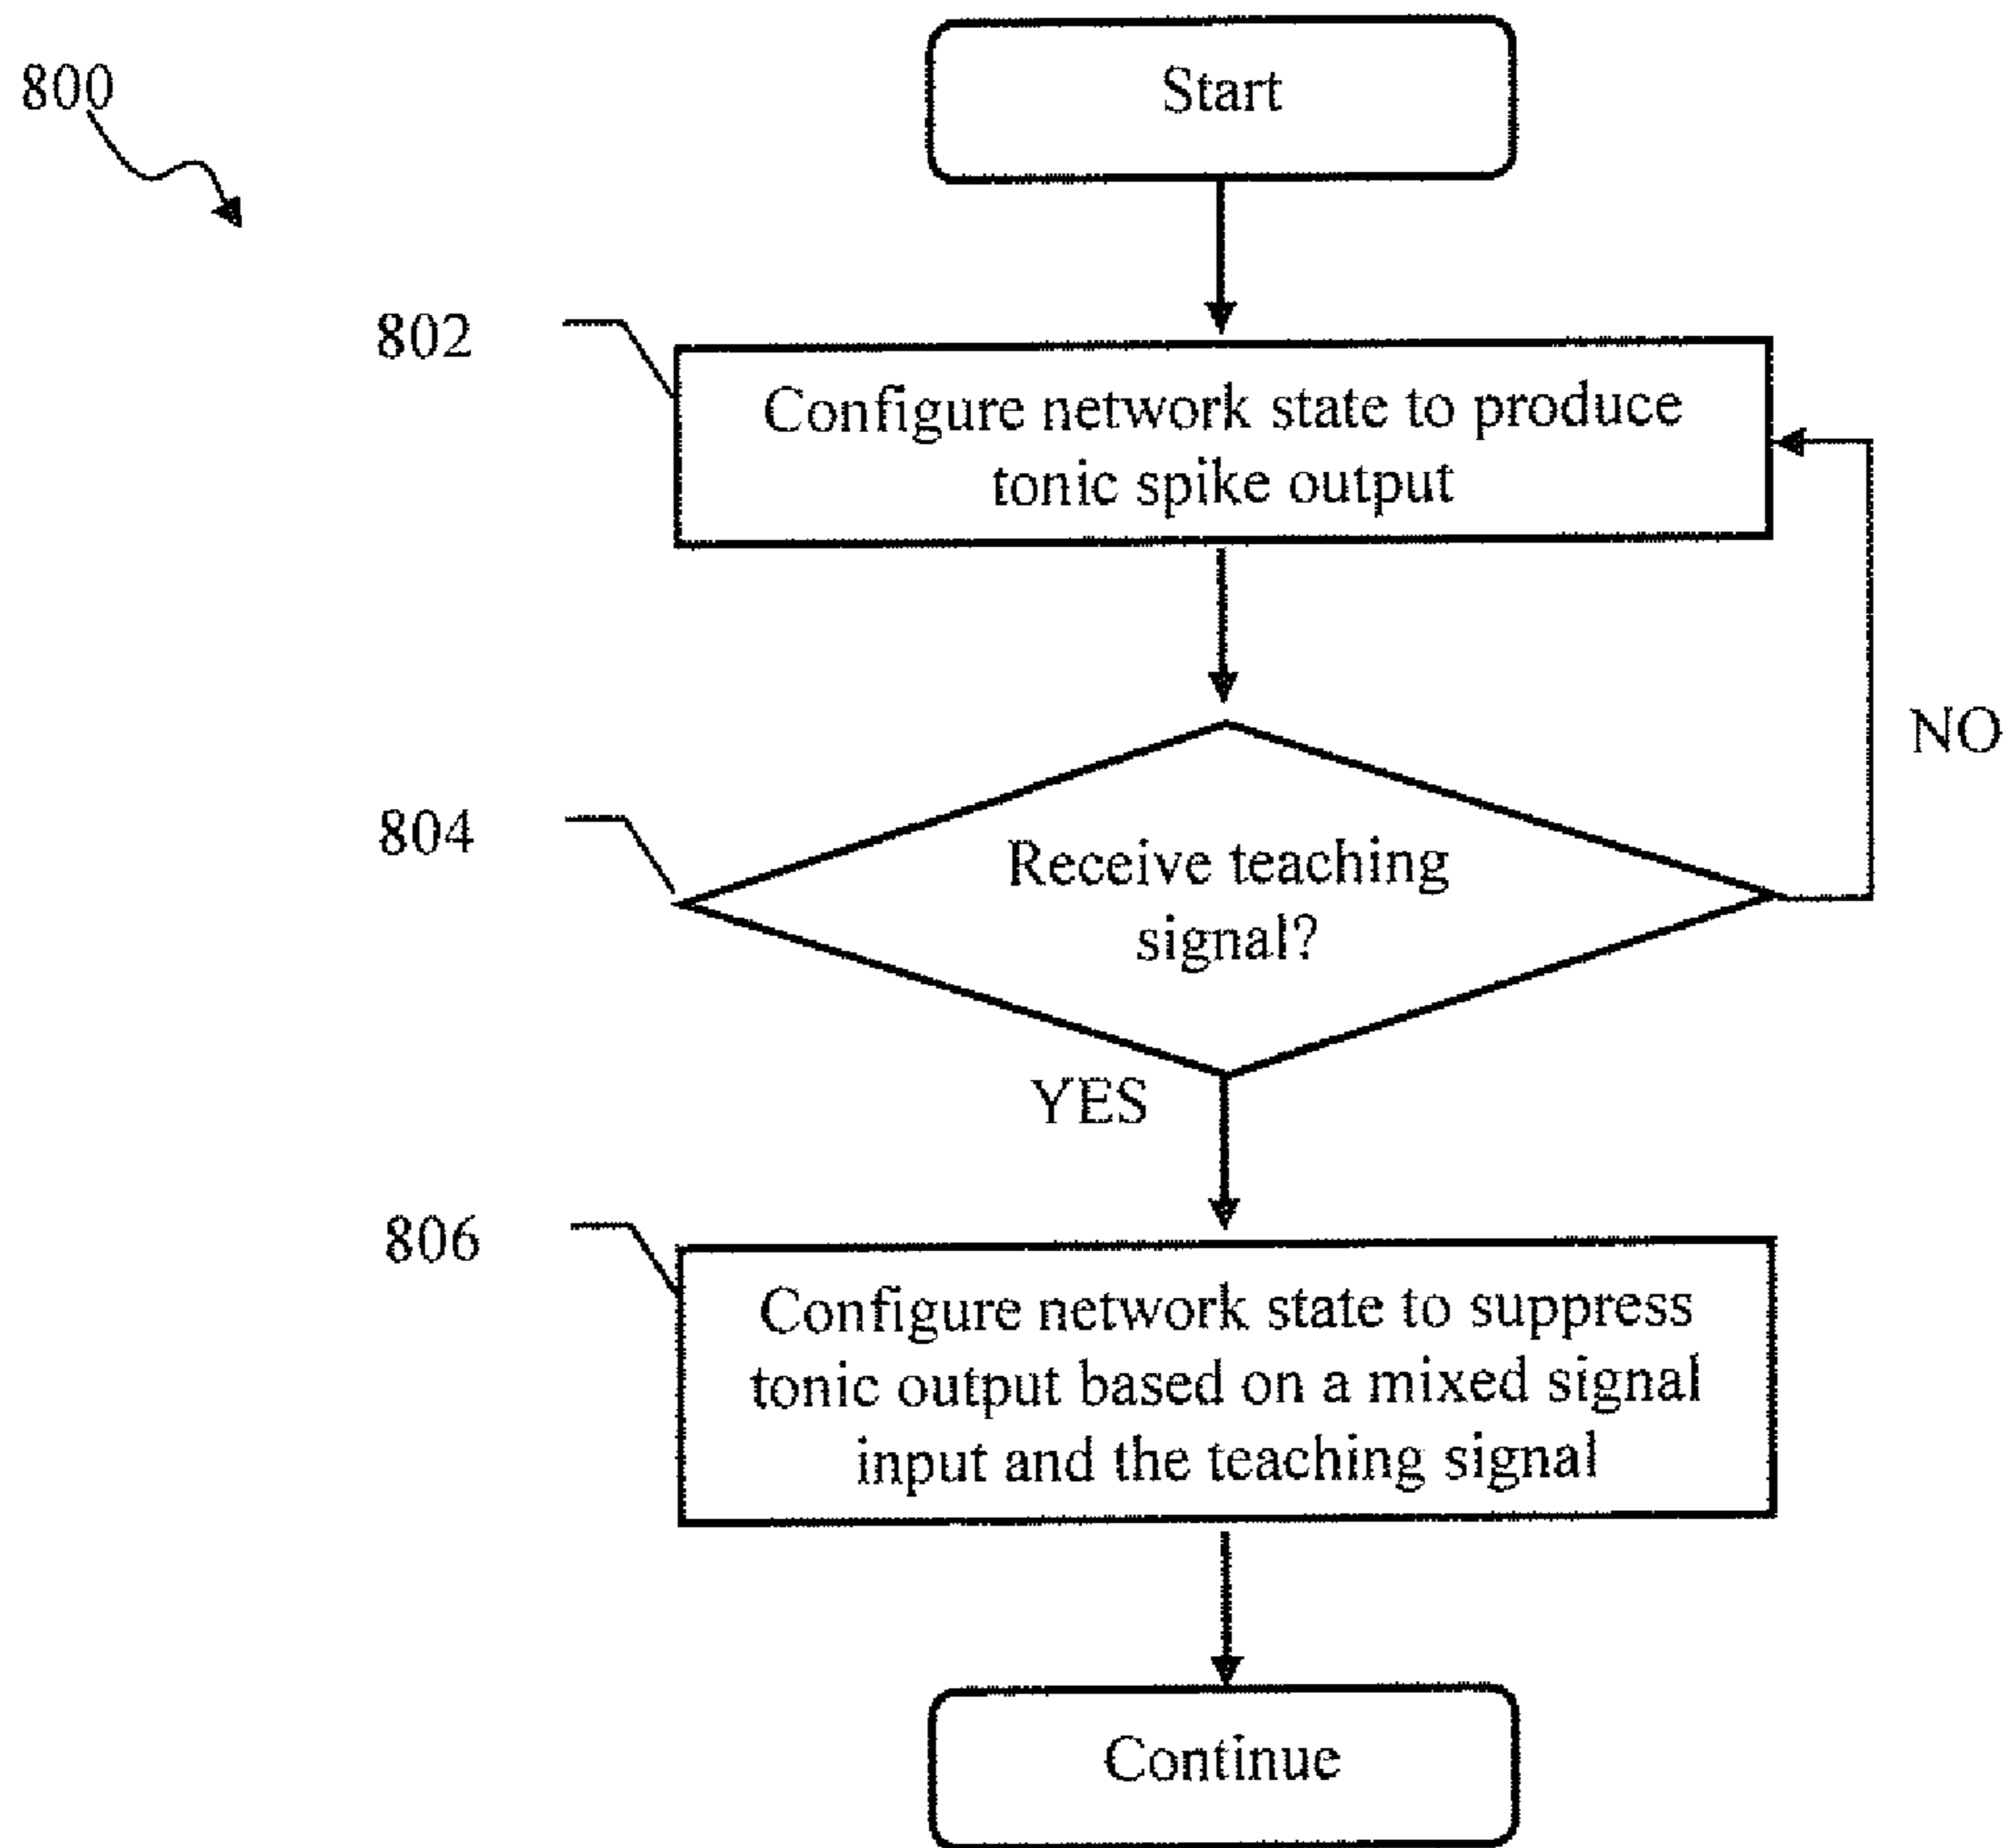 800
Start
802
Configure network state to produce
tonic spike output
804
Receive teaching
signal?
NO
YES
806
Configure network state to suppress
tonic output based on a mixed signal
input and the teaching signal
Continue